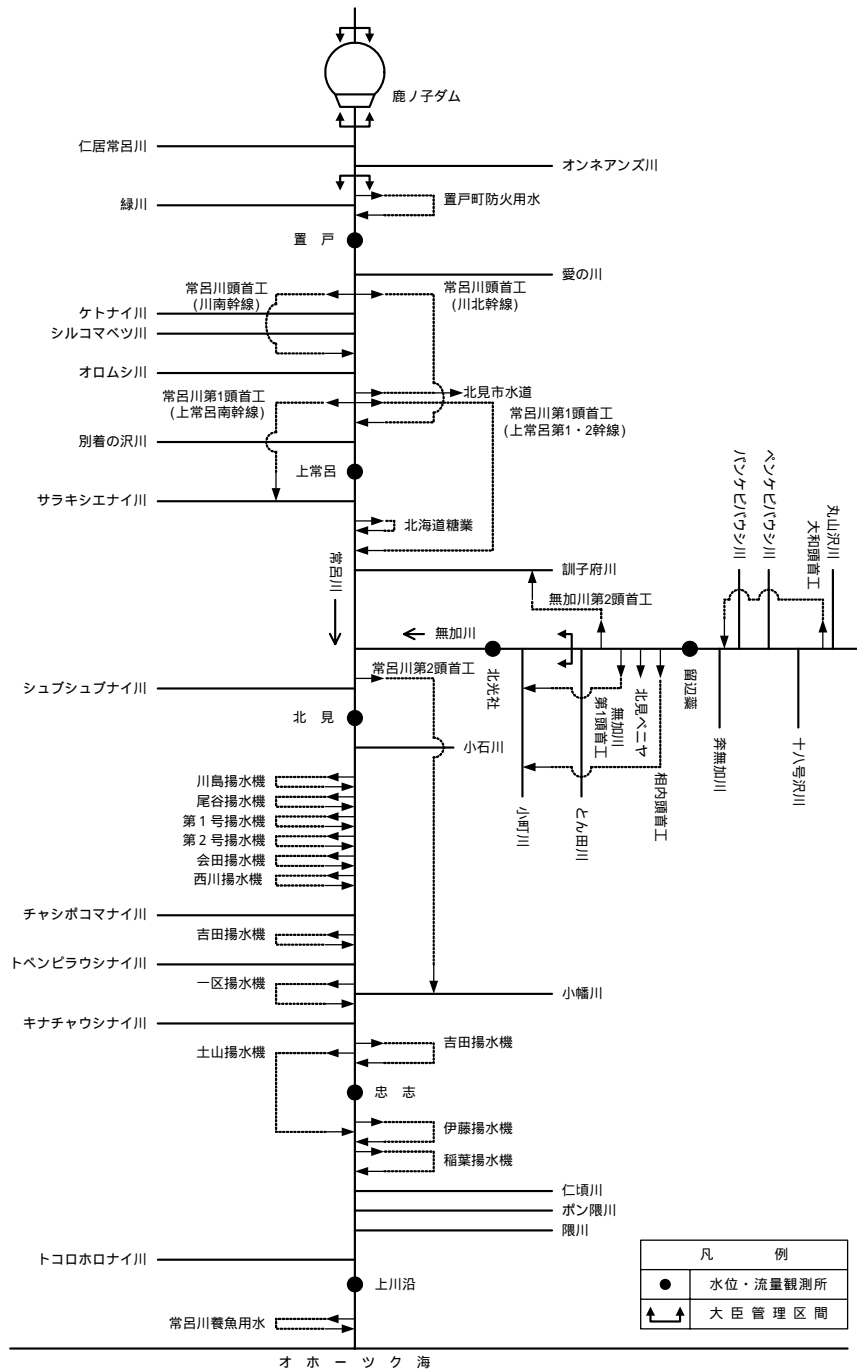 鹿ノ子ダム
仁居常呂川
オンネアンズ川
置戸町防火用水
緑川
置 戸
愛の川
常呂川頭首工
(川南幹線)
常呂川頭首工
(川北幹線)
ケトナイ川
シルコマベツ川
オロムシ川
北見市水道
常呂川第1頭首工
(上常呂南幹線)
常呂川第1頭首工
(上常呂第1・2幹線)
別着の沢川
上常呂
サラキシエナイ川
北海道糖業
パンケビバウシ川
ペンケビバウシ川
大和頭首工
丸山沢川
常呂川
訓子府川
無加川第2頭首工
無加川
北光社
留辺蘂
常呂川第2頭首工
無加川
第1頭首工
北見ベニヤ
相内頭首工
奔無加川
十八号沢川
小町川
とん田川
シュブシュブナイ川
北 見
小石川
川島揚水機
尾谷揚水機
第1号揚水機
第2号揚水機
会田揚水機
西川揚水機
チャシポコマナイ川
吉田揚水機
トペンピラウシナイ川
一区揚水機
小幡川
キナチャウシナイ川
吉田揚水機
土山揚水機
忠 志
伊藤揚水機
稲葉揚水機
仁頃川
ポン隈川
隈川
トコロホロナイ川
上川沿
常呂川養魚用水
オ ホ ー ツ ク 海
凡 例
水位・流量観測所
大 臣 管 理 区 間